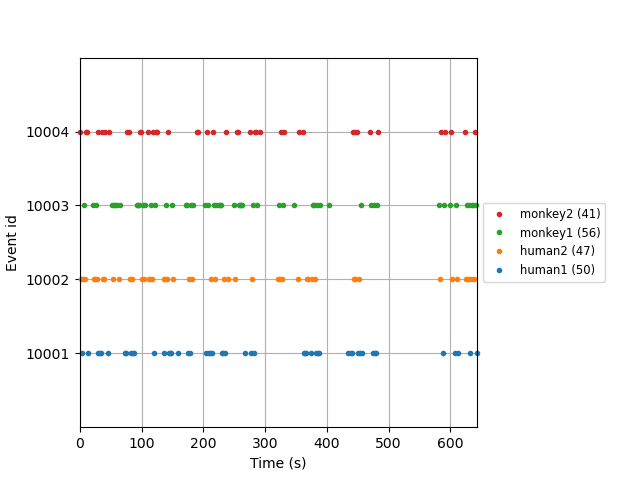 10004
10003
10002
10001
Event id
0 100 200 300 400 500 600
Time (s)
monkey2 (41)
monkey1 (56)
human2 (47)
human1 (50)